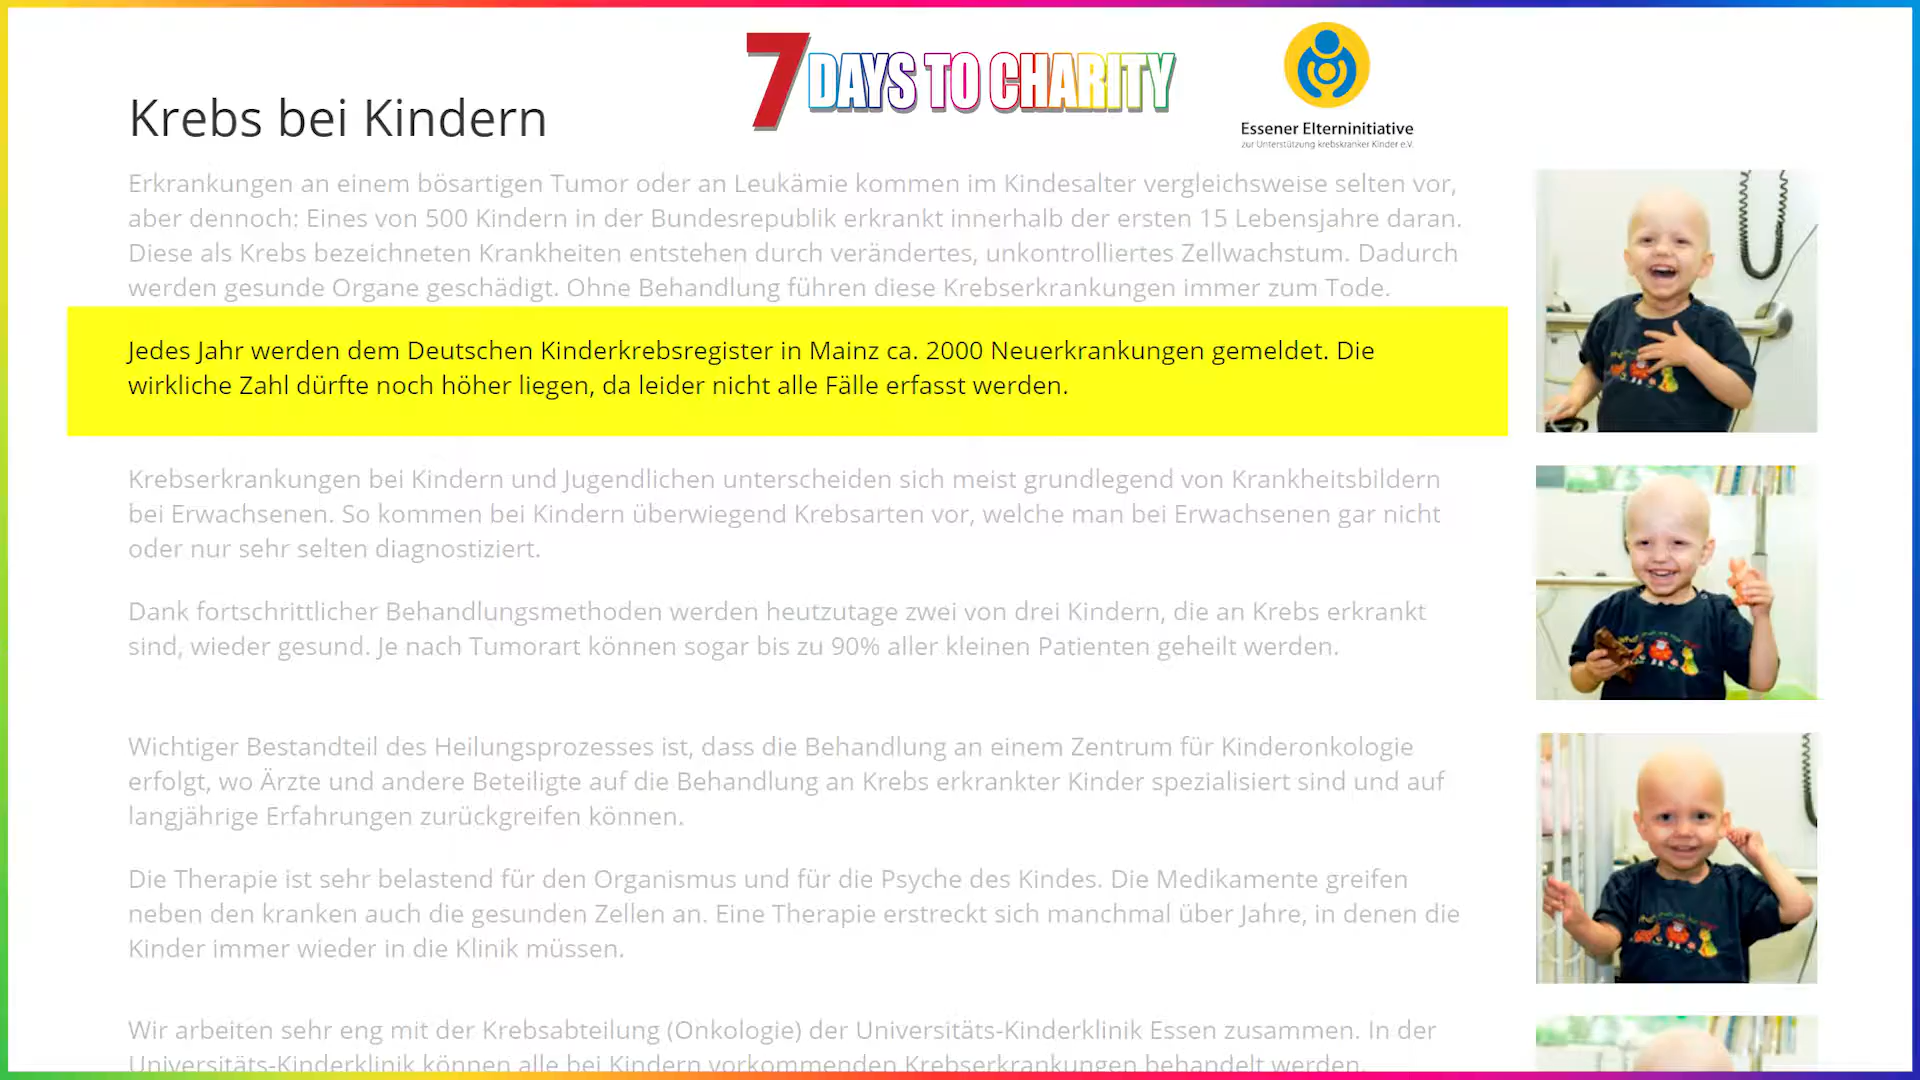 7 DAYS TO CHARITY
Essener Elterninitiative
zur Unterstützung krebskranker Kinder e.V.
Krebs bei Kindern
Erkrankungen an einem bösartigen Tumor oder an Leukämie kommen im Kindesalter vergleichsweise selten vor,
aber dennoch: Eines von 500 Kindern in der Bundesrepublik erkrankt innerhalb der ersten 15 Lebensjahre daran.
Diese als Krebs bezeichneten Krankheiten entstehen durch verändertes, unkontrolliertes Zellwachstum. Dadurch
werden gesunde Organe geschädigt. Ohne Behandlung führen diese Krebserkrankungen immer zum Tode.
Jedes Jahr werden dem Deutschen Kinderkrebsregister in Mainz ca. 2000 Neuerkrankungen gemeldet. Die
wirkliche Zahl dürfte noch höher liegen, da leider nicht alle Fälle erfasst werden.
Krebserkrankungen bei Kindern und Jugendlichen unterscheiden sich meist grundlegend von Krankheitsbildern
bei Erwachsenen. So kommen bei Kindern überwiegend Krebsarten vor, welche man bei Erwachsenen gar nicht
oder nur sehr selten diagnostiziert.
Dank fortschrittlicher Behandlungsmethoden werden heutzutage zwei von drei Kindern, die an Krebs erkrankt
sind, wieder gesund. Je nach Tumorart können sogar bis zu 90% aller kleinen Patienten geheilt werden.
Wichtiger Bestandteil des Heilungsprozesses ist, dass die Behandlung an einem Zentrum für Kinderonkologie
erfolgt, wo Ärzte und andere Beteiligte auf die Behandlung an Krebs erkrankter Kinder spezialisiert sind und auf
langjährige Erfahrungen zurückgreifen können.
Die Therapie ist sehr belastend für den Organismus und für die Psyche des Kindes. Die Medikamente greifen
neben den kranken auch die gesunden Zellen an. Eine Therapie erstreckt sich manchmal über Jahre, in denen die
Kinder immer wieder in die Klinik müssen.
Wir arbeiten sehr eng mit der Krebsabteilung (Onkologie) der Universitäts-Kinderklinik Essen zusammen. In der
Universitäts-Kinderklinik können alle bei Kindern vorkommenden Krebserkrankungen behandelt werden.